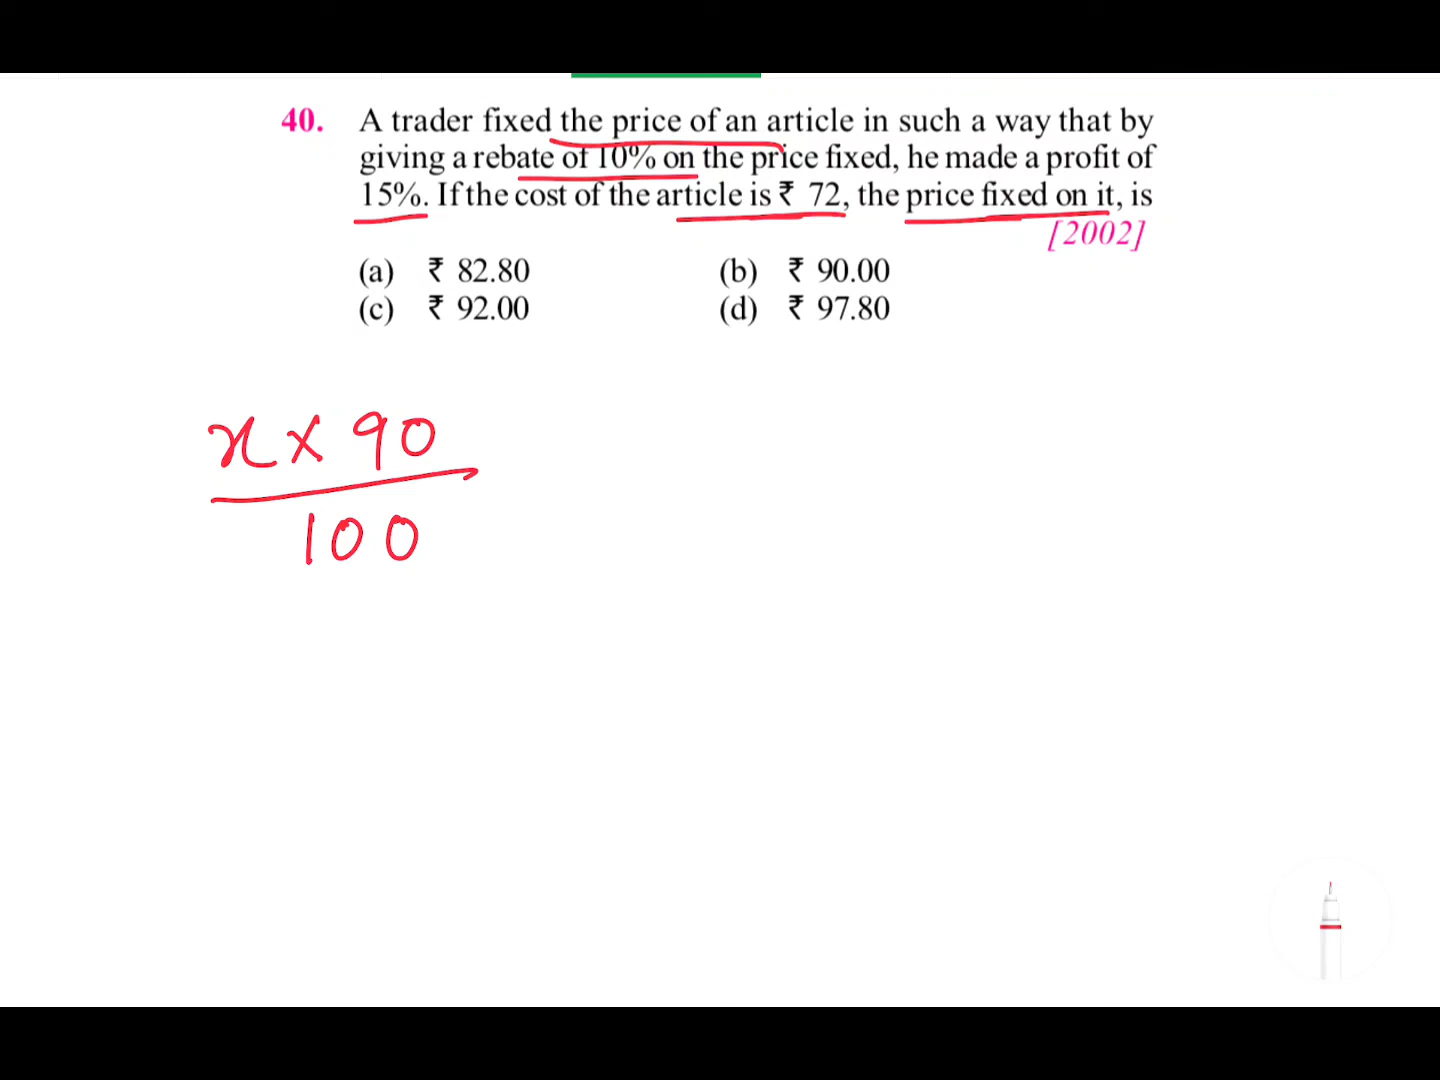 40. A trader fixed the price of an article in such a way that by
giving a rebate of 10% on the price fixed, he made a profit of
15%. If the cost of the article is ₹ 72, the price fixed on it, is
[2002]
(a) ₹ 82.80 (b) ₹ 90.00
(c) ₹ 92.00 (d) ₹ 97.80
x × 90
100